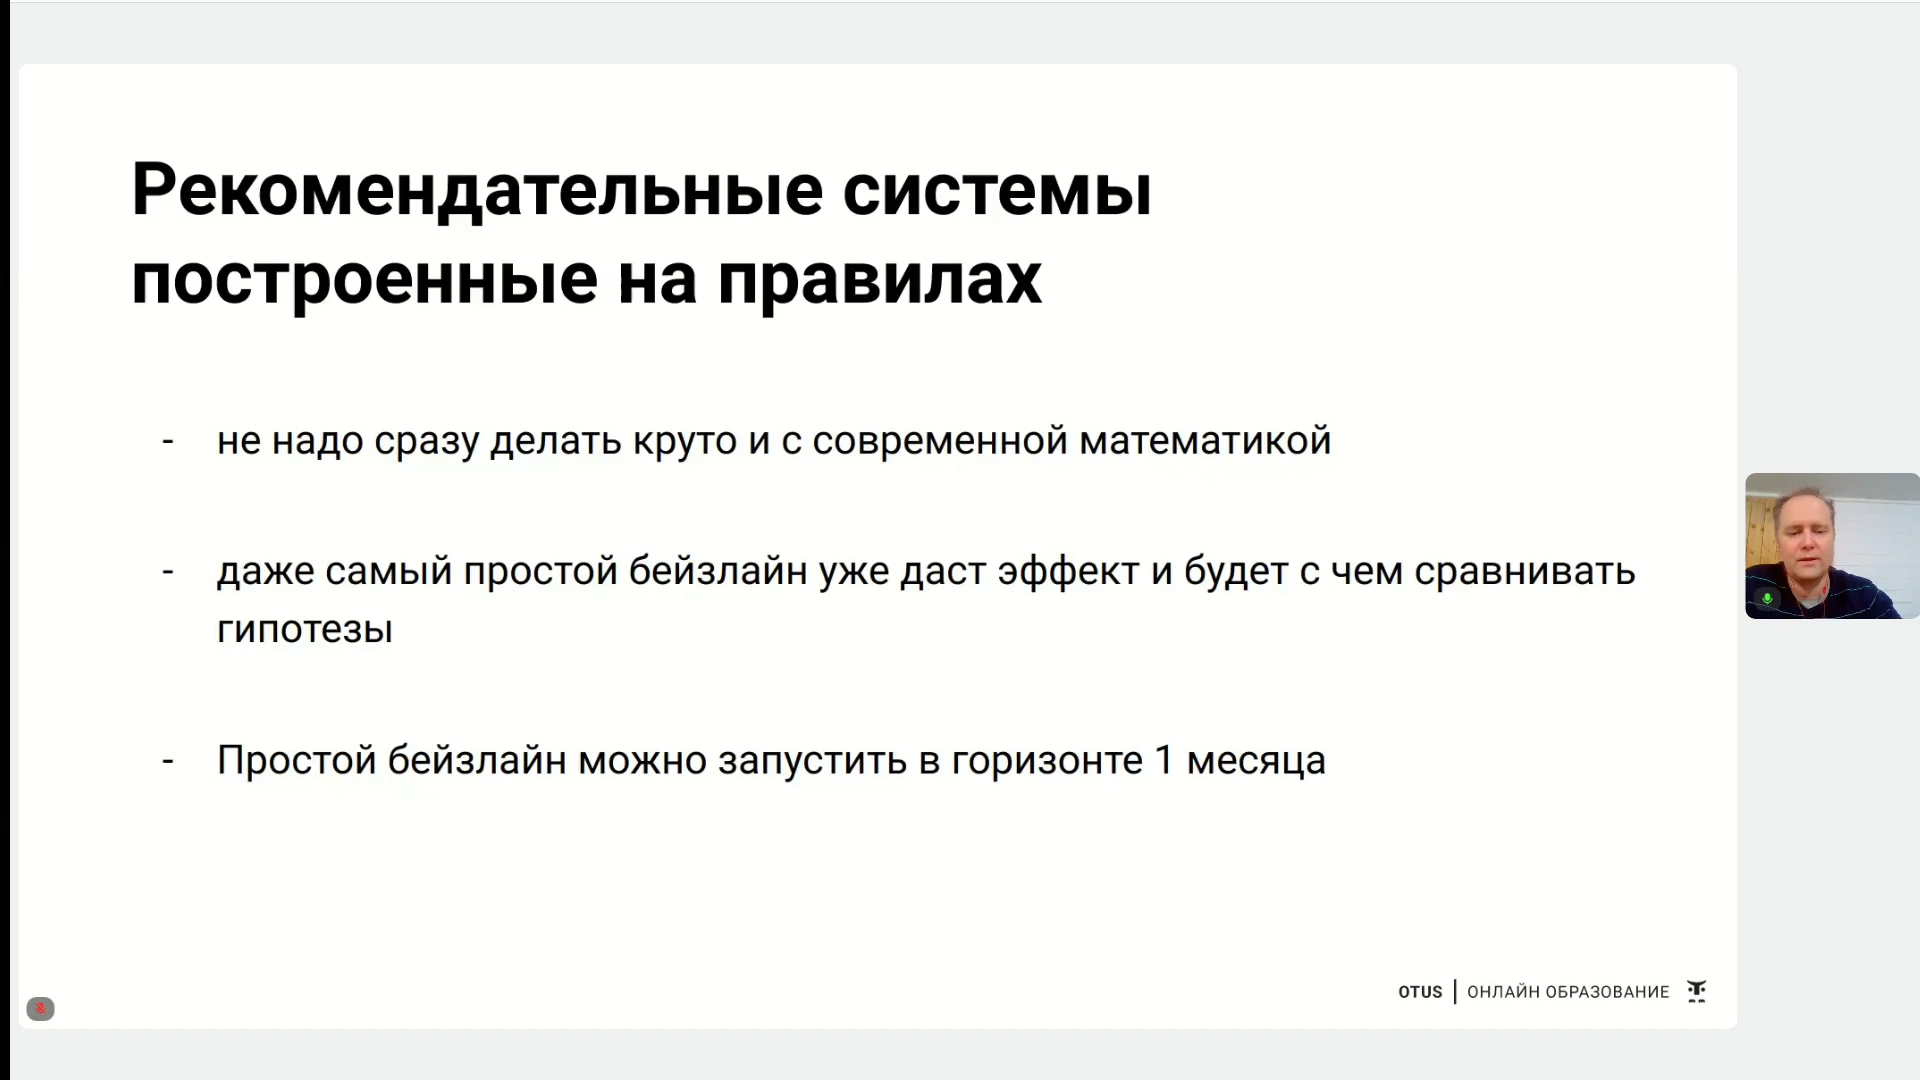 Рекомендательные системы
построенные на правилах
- не надо сразу делать круто и с современной математикой
- даже самый простой бейзлайн уже даст эффект и будет с чем сравнивать
гипотезы
- Простой бейзлайн можно запустить в горизонте 1 месяца
OTUS | ОНЛАЙН ОБРАЗОВАНИЕ